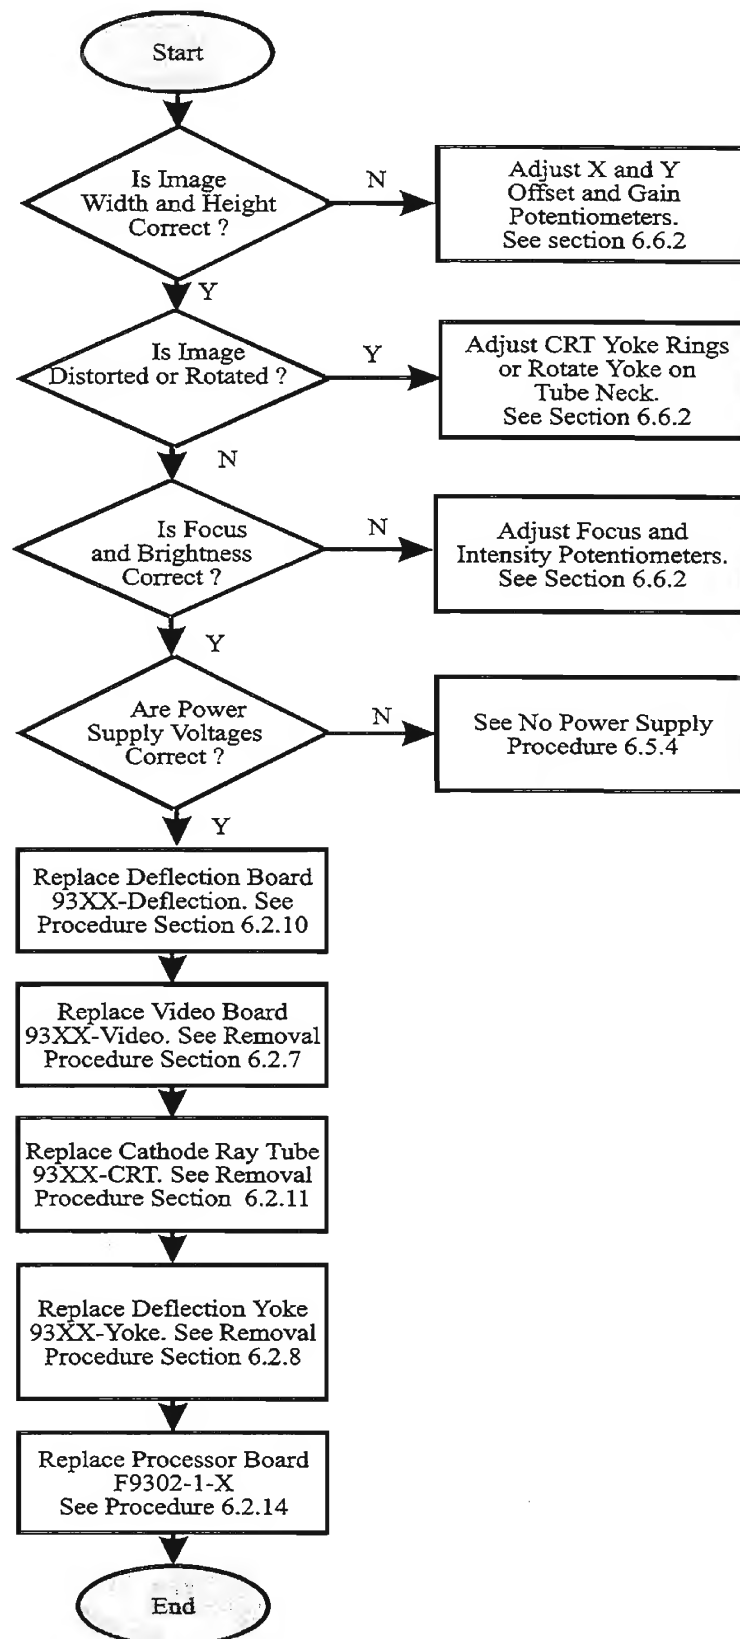 Start
Is Image
Width and Height
Correct ?
N
Adjust X and Y
Offset and Gain
Potentiometers.
See section 6.6.2
Y
Is Image
Distorted or Rotated ?
Y
Adjust CRT Yoke Rings
or Rotate Yoke on
Tube Neck.
See Section 6.6.2
N
Is Focus
and Brightness
Correct ?
N
Adjust Focus and
Intensity Potentiometers.
See Section 6.6.2
Y
Are Power
Supply Voltages
Correct ?
N
See No Power Supply
Procedure 6.5.4
Y
Replace Deflection Board
93XX-Deflection. See
Procedure Section 6.2.10
Replace Video Board
93XX-Video. See Removal
Procedure Section 6.2.7
Replace Cathode Ray Tube
93XX-CRT. See Removal
Procedure Section 6.2.11
Replace Deflection Yoke
93XX-Yoke. See Removal
Procedure Section 6.2.8
Replace Processor Board
F9302-1-X
See Procedure 6.2.14
End